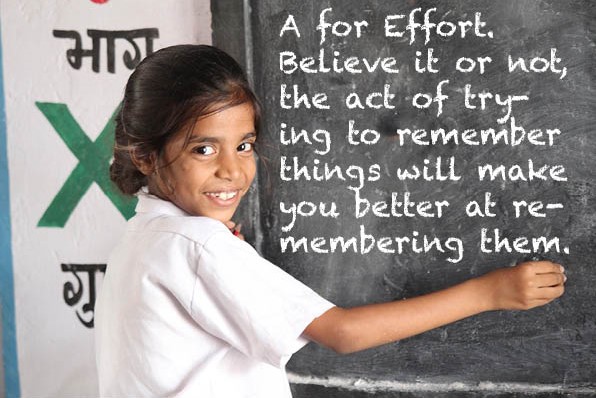 भाग
A for Effort.
Believe it or not,
the act of try-
ing to remember
things will make
you better at re-
membering them.